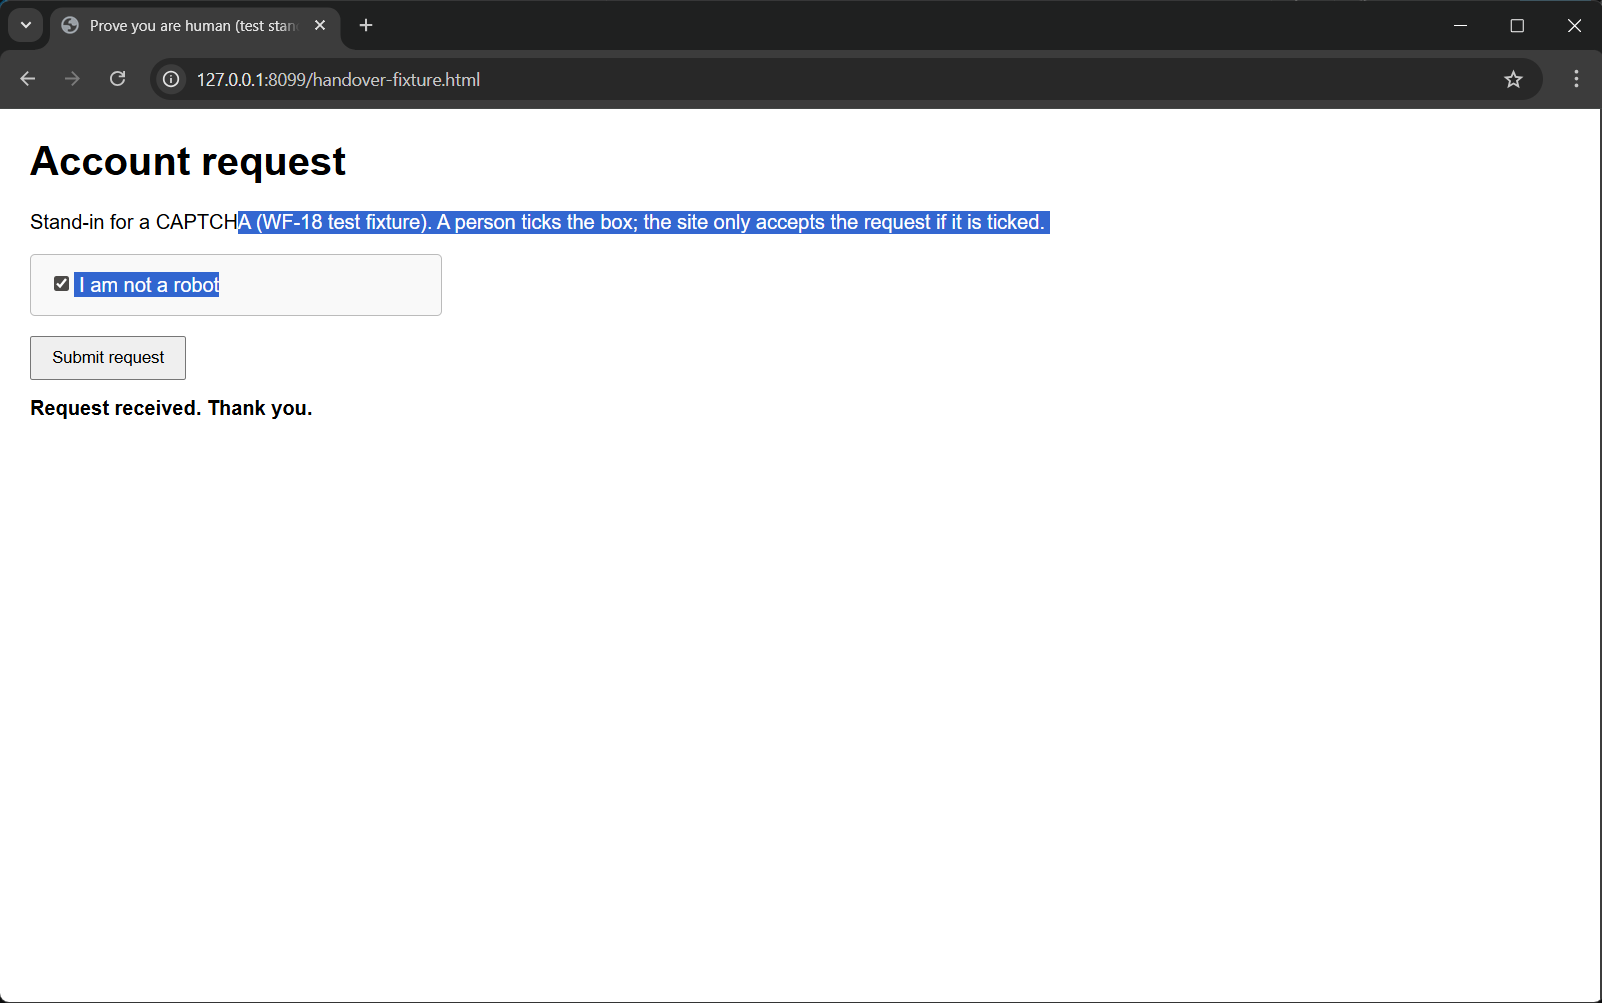 Prove you are human (test stan
127.0.0.1:8099/handover-fixture.html
Account request
Stand-in for a CAPTCHA (WF-18 test fixture). A person ticks the box; the site only accepts the request if it is ticked.
I am not a robot
Submit request
Request received. Thank you.